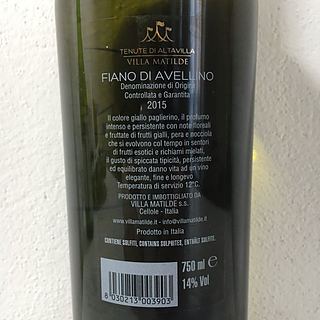 TENUTE DI ALTAVILLA
VILLA MATILDE
FIANO DI AVELLINO
Denominazione di Origine
Controllata e Garantita
2015
Il colore giallo paglierino, il profumo
intenso e persistente con note floreali
e fruttate di frutti gialli, pera e nocciola
che si evolvono col tempo in sentori
di frutti esotici e richiami mielati,
il gusto di spiccata tipicità, persistente
ed equilibrato danno vita ad un vino
elegante, fine e longevo
Temperatura di servizio 12°C.
PRODOTTO E IMBOTTIGLIATO DA
VILLA MATILDE s.s.
Cellole - Italia
www.villamatilde.it - info@villamatilde.it
Prodotto in Italia
CONTIENE SOLFITI, CONTAINS SULPHITES, ENTHÄLT SULFITE.
750 ml e
14% Vol
8 030213 003903